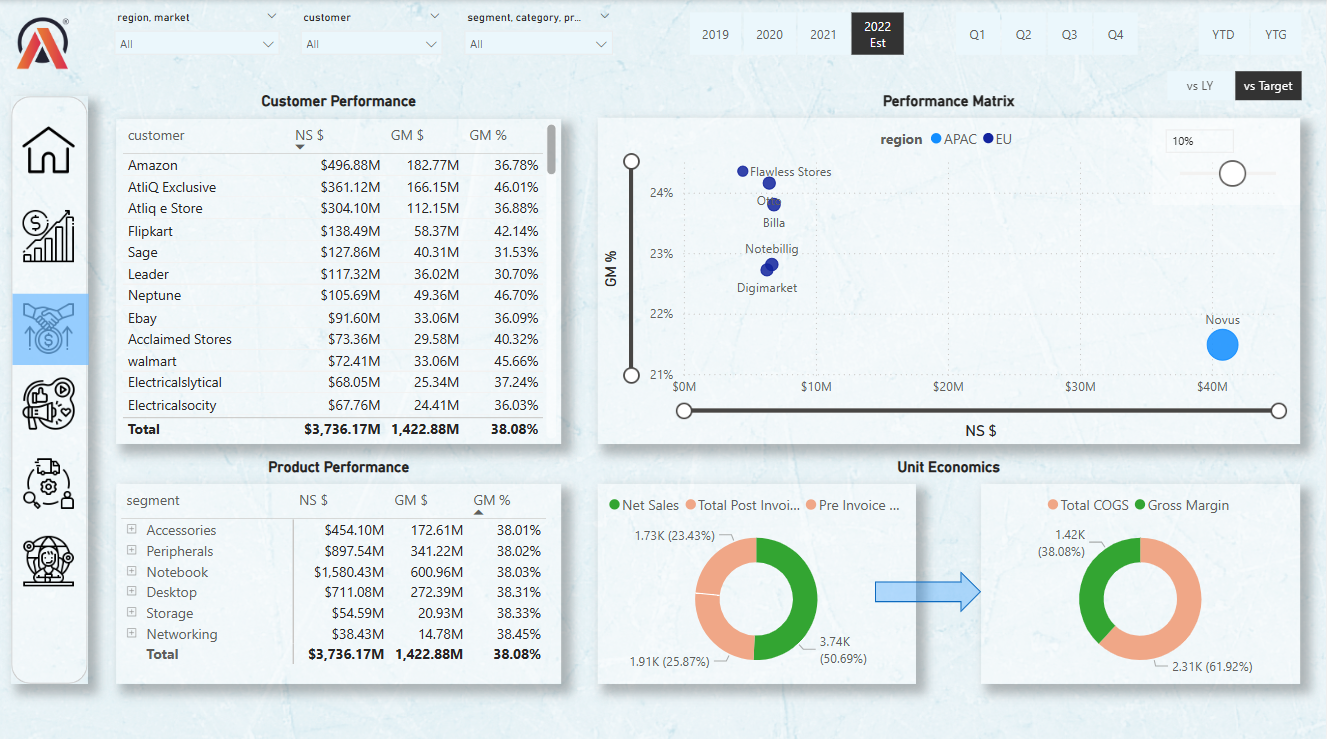 region, market
All
customer
All
segment, category, pr...
All
2019 2020 2021 2022 Est
Q1 Q2 Q3 Q4
YTD YTG
vs LY vs Target
Customer Performance
customer NS $ GM $ GM %
Amazon $496.88M 182.77M 36.78%
AtliQ Exclusive $361.12M 166.15M 46.01%
Atliq e Store $304.10M 112.15M 36.88%
Flipkart $138.49M 58.37M 42.14%
Sage $127.86M 40.31M 31.53%
Leader $117.32M 36.02M 30.70%
Neptune $105.69M 49.36M 46.70%
Ebay $91.60M 33.06M 36.09%
Acclaimed Stores $73.36M 29.58M 40.32%
walmart $72.41M 33.06M 45.66%
Electricalslytical $68.05M 25.34M 37.24%
Electricalsocity $67.76M 24.41M 36.03%
Total $3,736.17M 1,422.88M 38.08%
Performance Matrix
region APAC EU
10%
GM %
24%
23%
22%
21%
Flawless Stores
Otto
Billa
Notebillig
Digimarket
Novus
$0M $10M $20M $30M $40M
NS $
Product Performance
segment NS $ GM $ GM %
Accessories $454.10M 172.61M 38.01%
Peripherals $897.54M 341.22M 38.02%
Notebook $1,580.43M 600.96M 38.03%
Desktop $711.08M 272.39M 38.31%
Storage $54.59M 20.93M 38.33%
Networking $38.43M 14.78M 38.45%
Total $3,736.17M 1,422.88M 38.08%
Unit Economics
Net Sales Total Post Invoi... Pre Invoice ...
1.73K (23.43%)
3.74K
(50.69%)
1.91K (25.87%)
Total COGS Gross Margin
1.42K
(38.08%)
2.31K (61.92%)